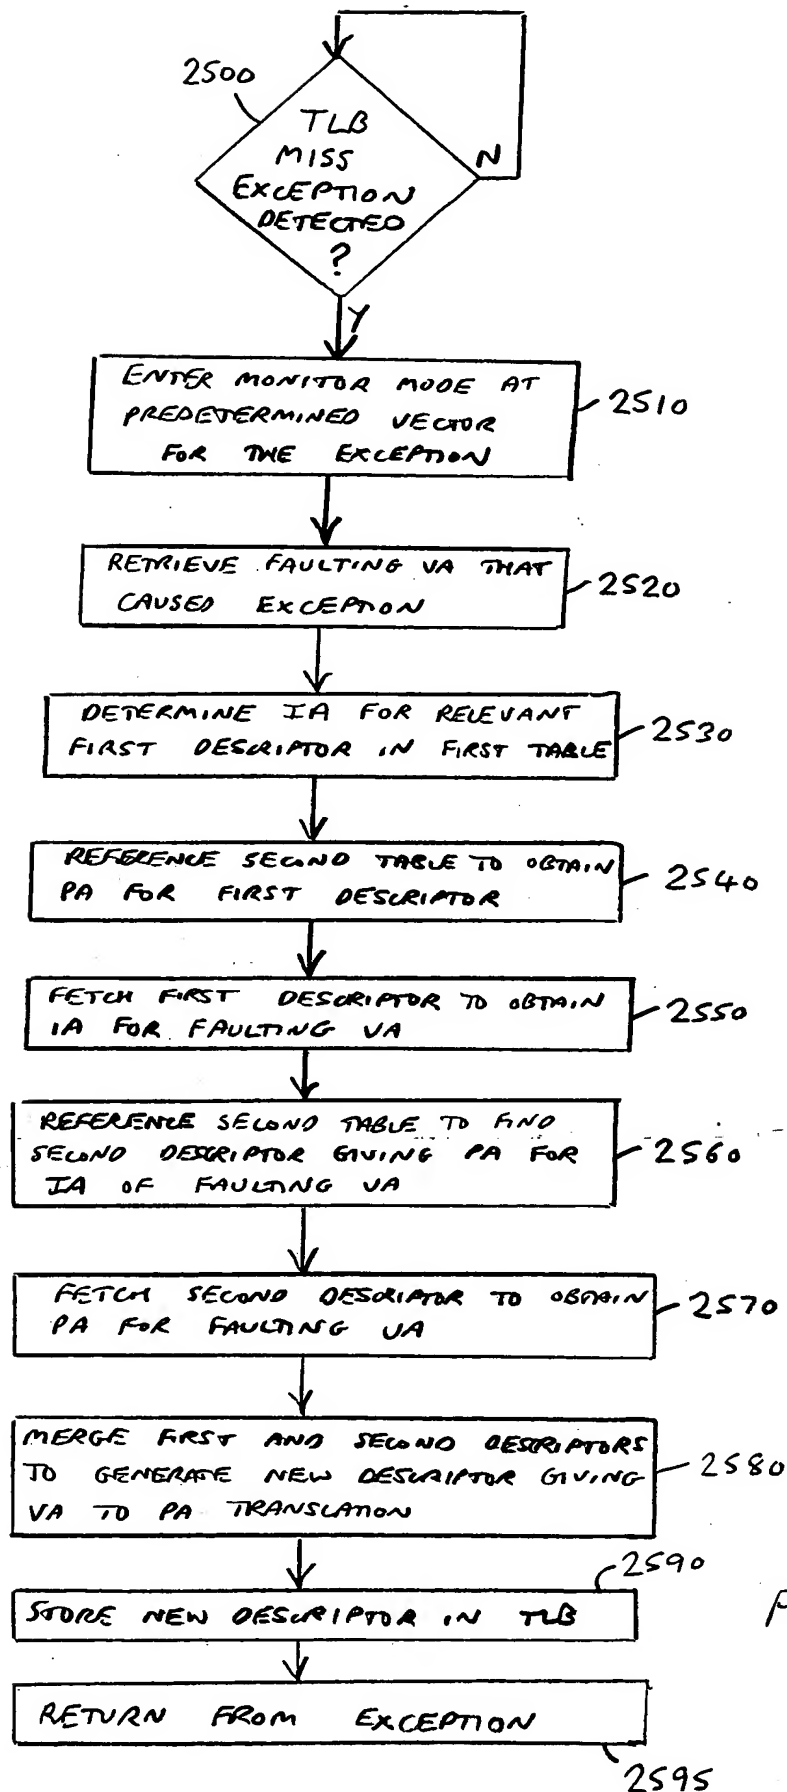 2500
TLB
MISS
EXCEPTION
DETECTED
?
N
Y
ENTER MONITOR MODE AT
PREDETERMINED VECTOR
FOR THE EXCEPTION
2510
RETRIEVE FAULTING VA THAT
CAUSED EXCEPTION
2520
DETERMINE IA FOR RELEVANT
FIRST DESCRIPTOR IN FIRST TABLE
2530
REFERENCE SECOND TABLE TO OBTAIN
PA FOR FIRST DESCRIPTOR
2540
FETCH FIRST DESCRIPTOR TO OBTAIN
IA FOR FAULTING VA
2550
REFERENCE SECOND TABLE TO FIND
SECOND DESCRIPTOR GIVING PA FOR
IA OF FAULTING VA
2560
FETCH SECOND DESCRIPTOR TO OBTAIN
PA FOR FAULTING VA
2570
MERGE FIRST AND SECOND DESCRIPTORS
TO GENERATE NEW DESCRIPTOR GIVING
VA TO PA TRANSLATION
2580
2590
STORE NEW DESCRIPTOR IN TLB
RETURN FROM EXCEPTION
2595